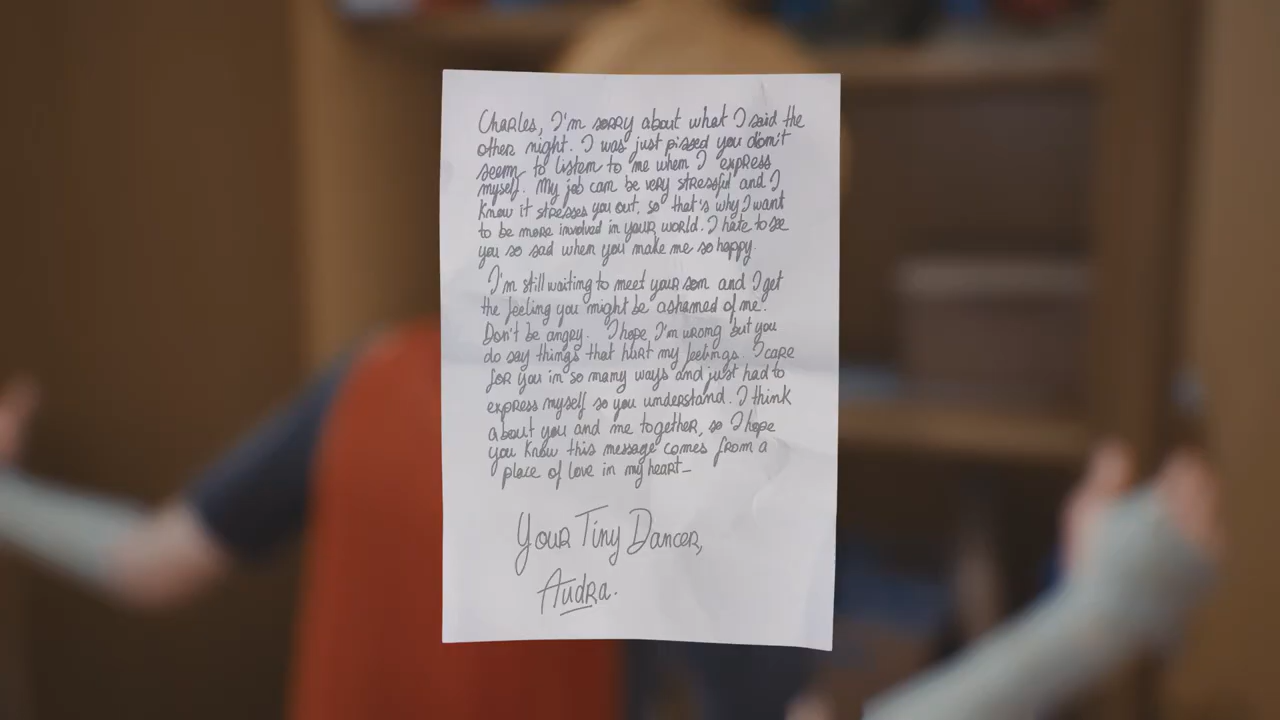 Charles, I'm sorry about what I said the
other night. I was just pissed you don't
seem to listen to me when I express
myself. My job can be very stressful and I
know it stresses you out, so that's why I want
to be more involved in your world. I hate to see
you so sad when you make me so happy.
I'm still waiting to meet your son and I get
the feeling you might be ashamed of me.
Don't be angry. I hope I'm wrong but you
do say things that hurt my feelings. I care
for you in so many ways and just had to
express myself so you understand. I think
about you and me together, so I hope
you know this message comes from a
place of love in my heart_
Your Tiny Dancer,
Audra.